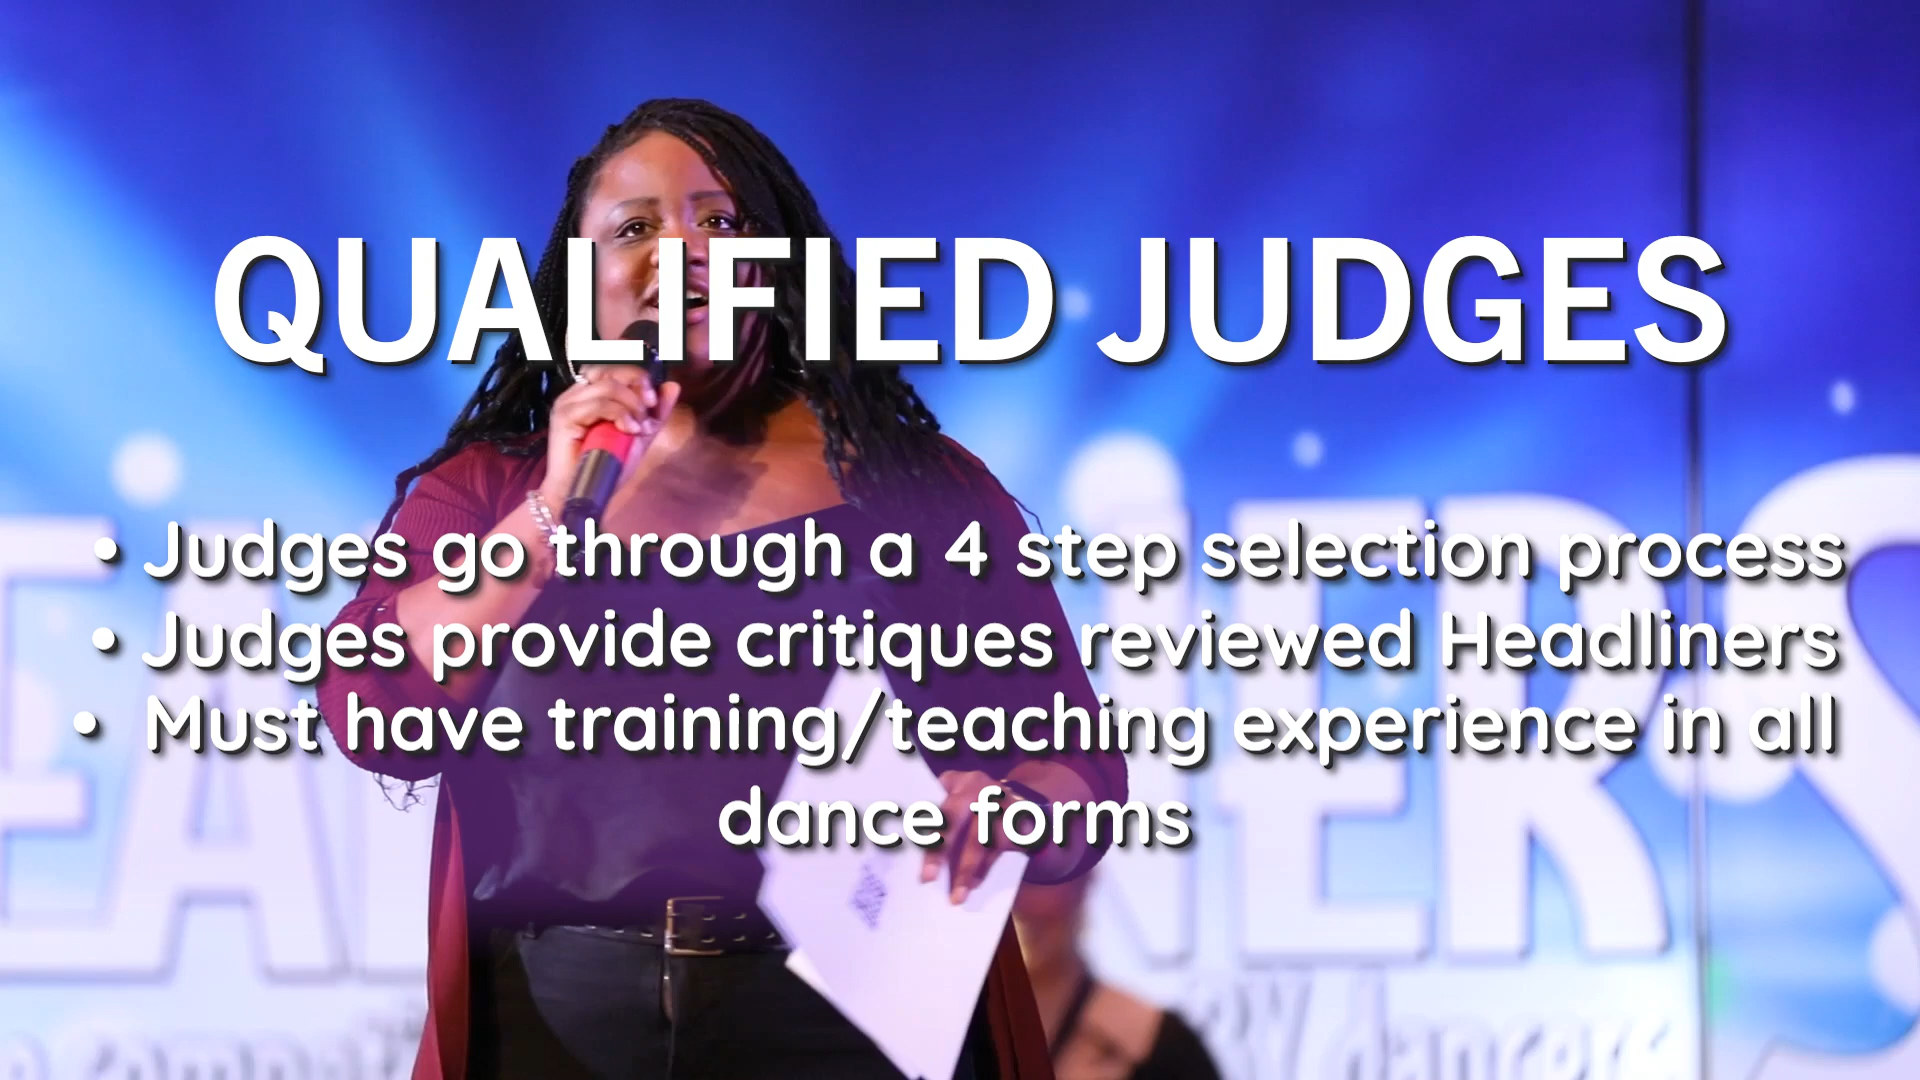 QUALIFIED JUDGES
• Judges go through a 4 step selection process
• Judges provide critiques reviewed Headliners
• Must have training/teaching experience in all
dance forms